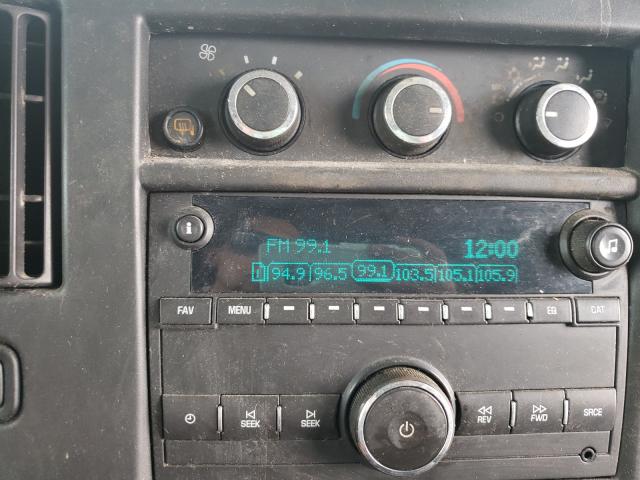 FM 99.1 12:00
1 94.9 96.5 99.1 103.5 105.1 105.9
FAV MENU EQ CAT
SEEK SEEK REV FWD SRCE